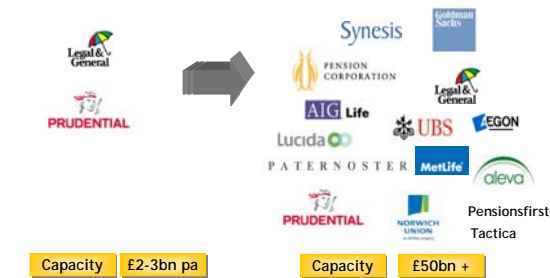 Legal &
General
PRUDENTIAL
Capacity £2-3bn pa
Synesis
Goldman
Sachs
PENSION
CORPORATION
Legal &
General
AIG Life
UBS
AEGON
Lucida
PATERNOSTER
MetLife
aleva
PRUDENTIAL
NORWICH
UNION
Pensionsfirst
Tactica
Capacity £50bn +